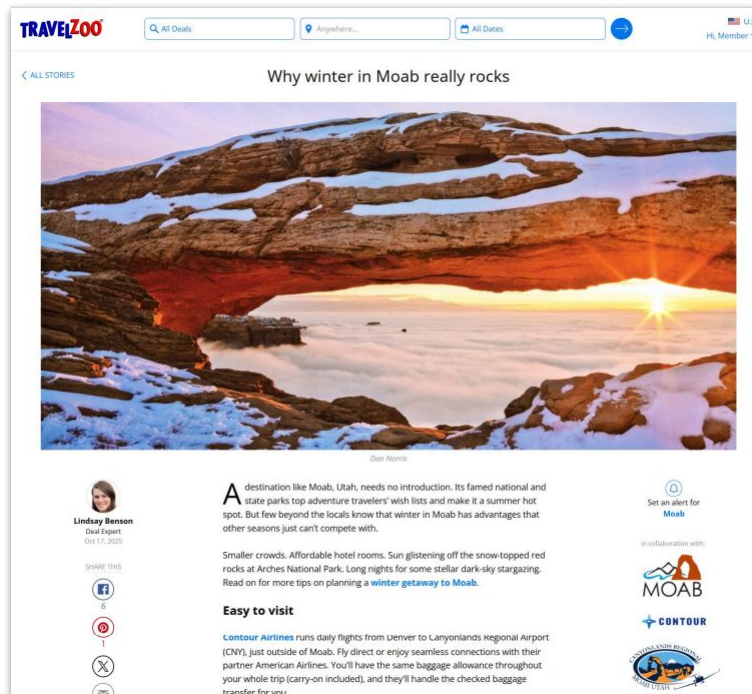 TRAVELZOO
All Deals
Anywhere...
All Dates
U.
Hi, Member
ALL STORIES
Why winter in Moab really rocks
Don Norris
A destination like Moab, Utah, needs no introduction. Its famed national and
state parks top adventure travelers' wish lists and make it a summer hot
spot. But few beyond the locals know that winter in Moab has advantages that
other seasons just can't compete with.
Smaller crowds. Affordable hotel rooms. Sun glistening off the snow-topped red
rocks at Arches National Park. Long nights for some stellar dark-sky stargazing.
Read on for more tips on planning a winter getaway to Moab.
Easy to visit
Contour Airlines runs daily flights from Denver to Canyonlands Regional Airport
(CNY), just outside of Moab. Fly direct or enjoy seamless connections with their
partner American Airlines. You'll have the same baggage allowance throughout
your whole trip (carry-on included), and they'll handle the checked baggage
transfer for you.
Lindsay Benson
Deal Expert
Oct 17, 2025
SHARE THIS
6
1
Set an alert for
Moab
in collaboration with:
MOAB
CONTOUR
CANYONLANDS REGIONAL
MOAB UTAH